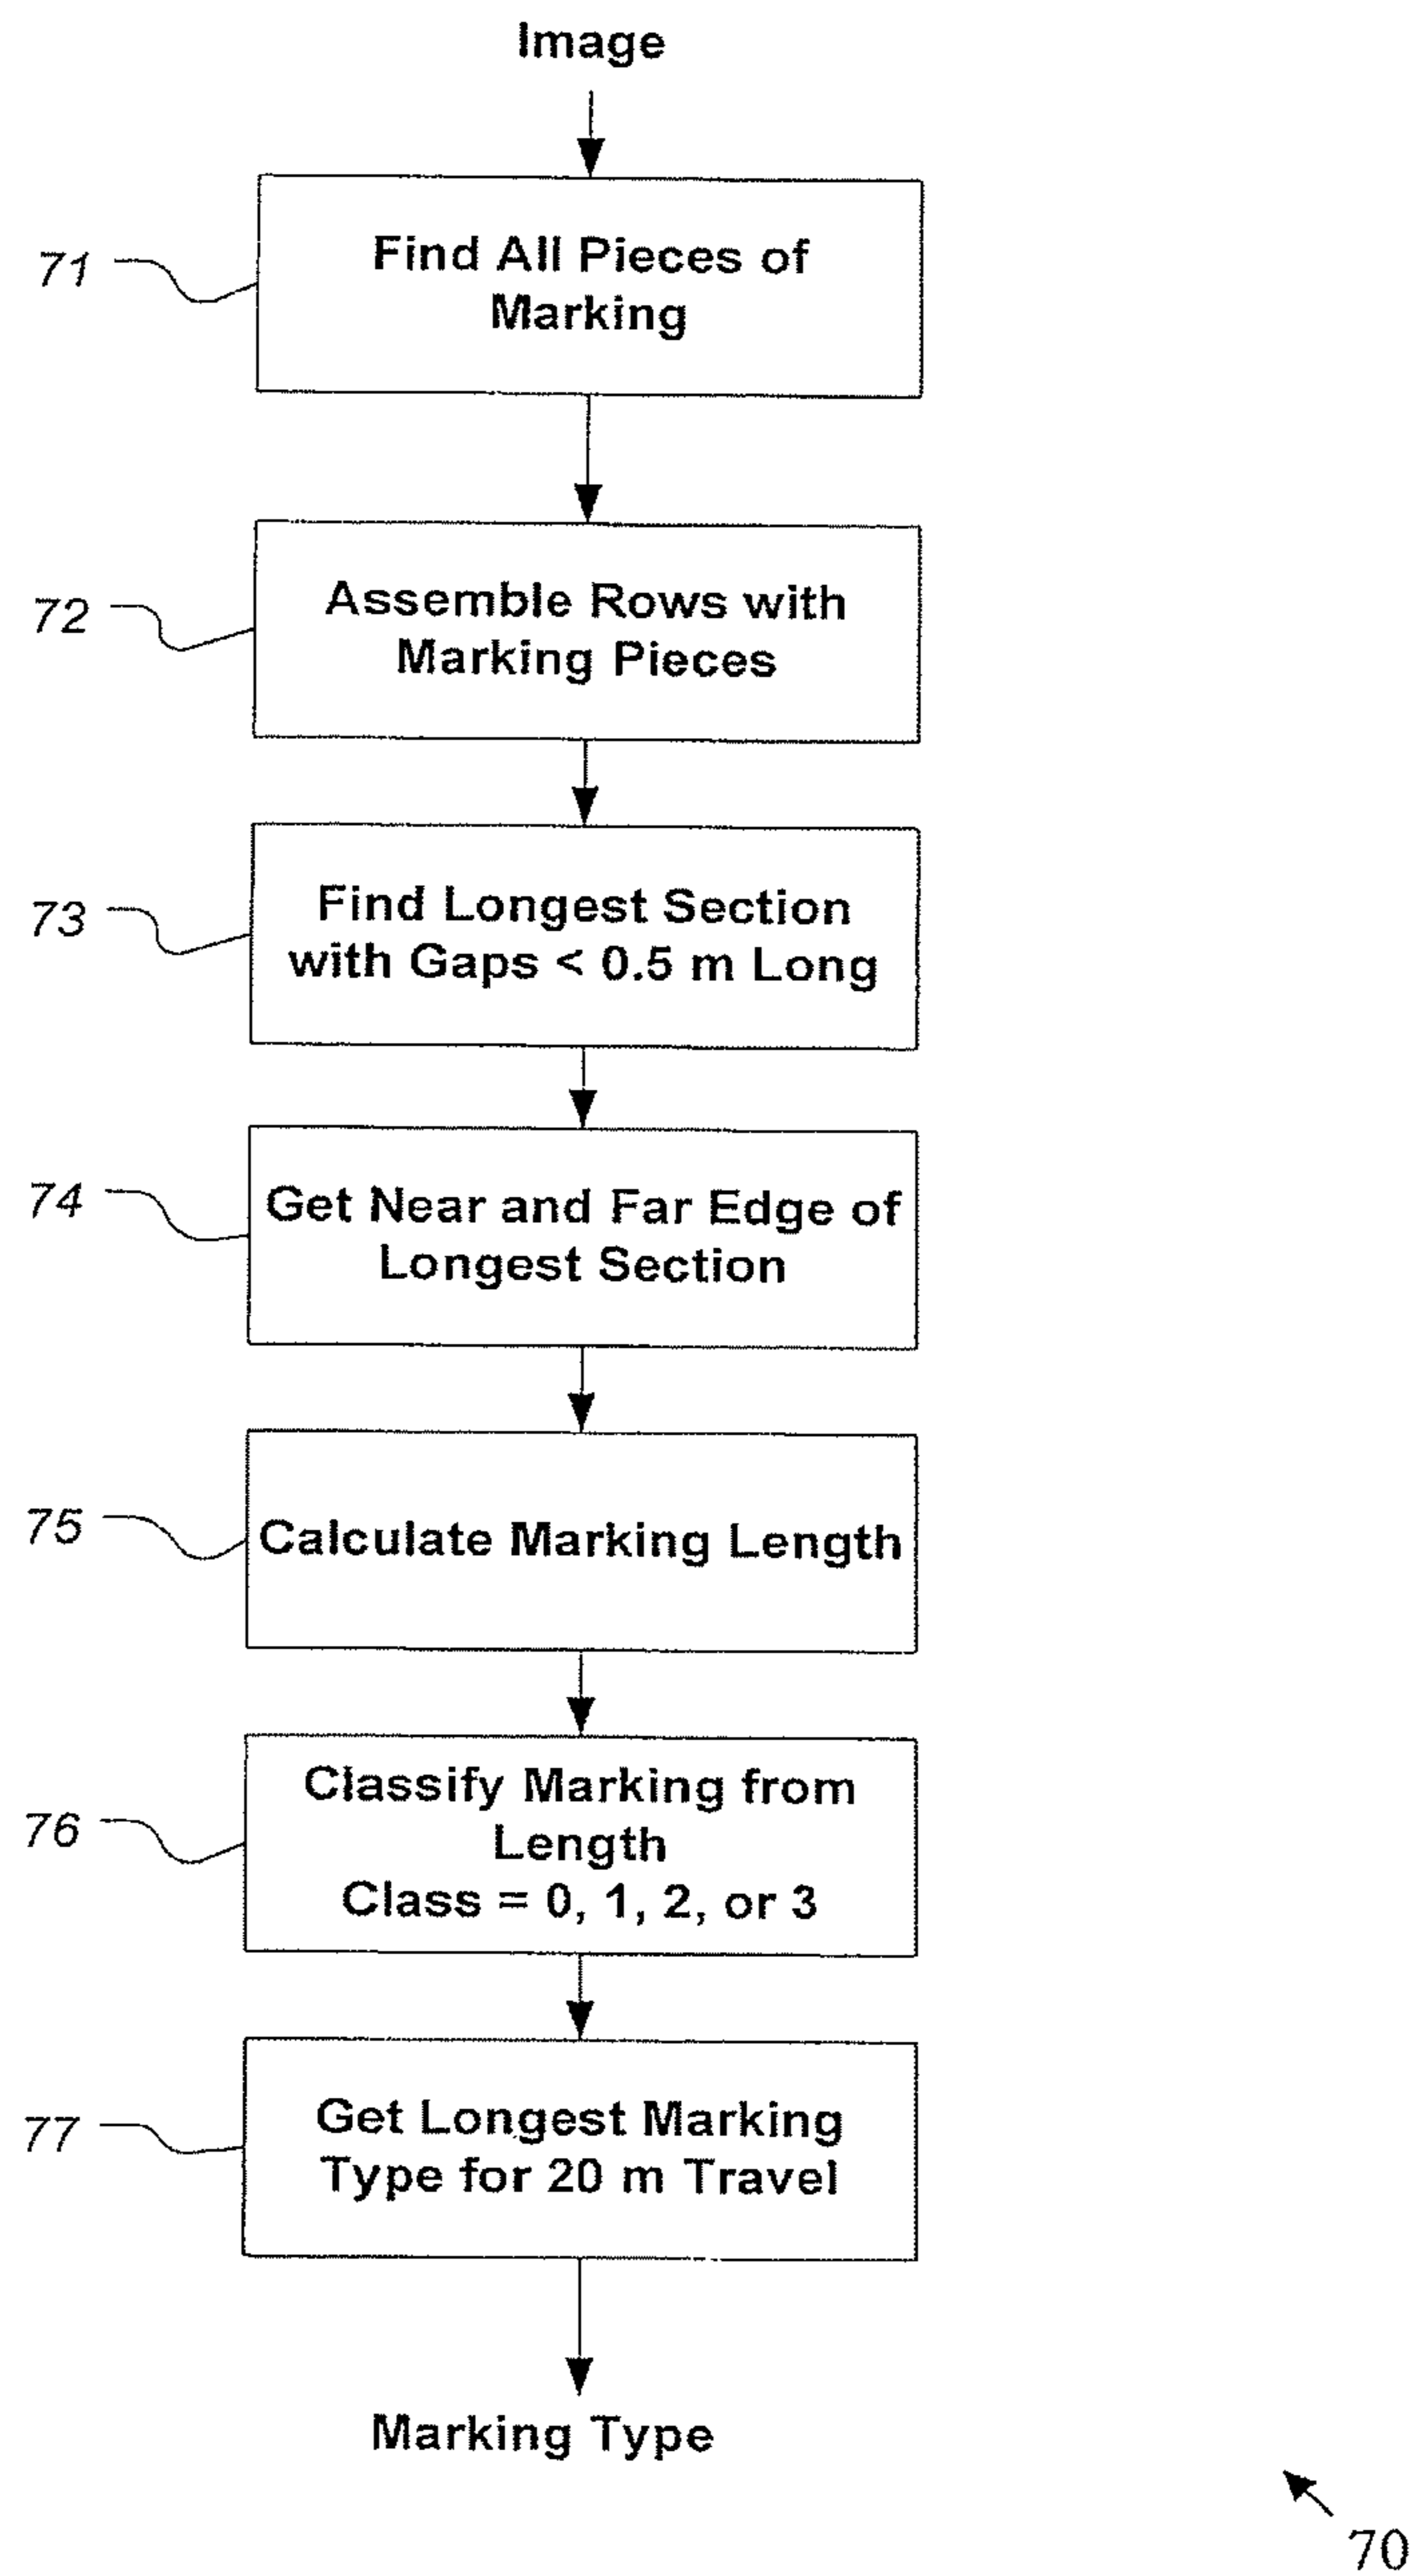 Image
71
Find All Pieces of
Marking
72
Assemble Rows with
Marking Pieces
73
Find Longest Section
with Gaps < 0.5 m Long
74
Get Near and Far Edge of
Longest Section
75
Calculate Marking Length
76
Classify Marking from
Length
Class = 0, 1, 2, or 3
77
Get Longest Marking
Type for 20 m Travel
Marking Type
70